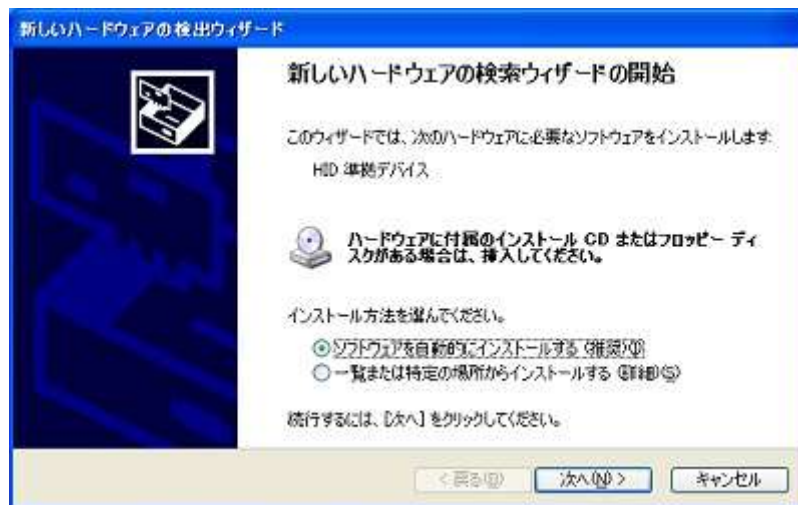 新しいハードウェアの検出ウィザード
新しいハードウェアの検索ウィザードの開始
このウィザードでは、次のハードウェアに必要なソフトウェアをインストールします:
HID 準拠デバイス
ハードウェアに付属のインストール CD またはフロッピー ディ
スクがある場合は、挿入してください。
インストール方法を選んでください。
ソフトウェアを自動的にインストールする (推奨)(I)
一覧または特定の場所からインストールする (詳細)(S)
続行するには、[次へ] をクリックしてください。
< 戻る(B)
次へ(N) >
キャンセル